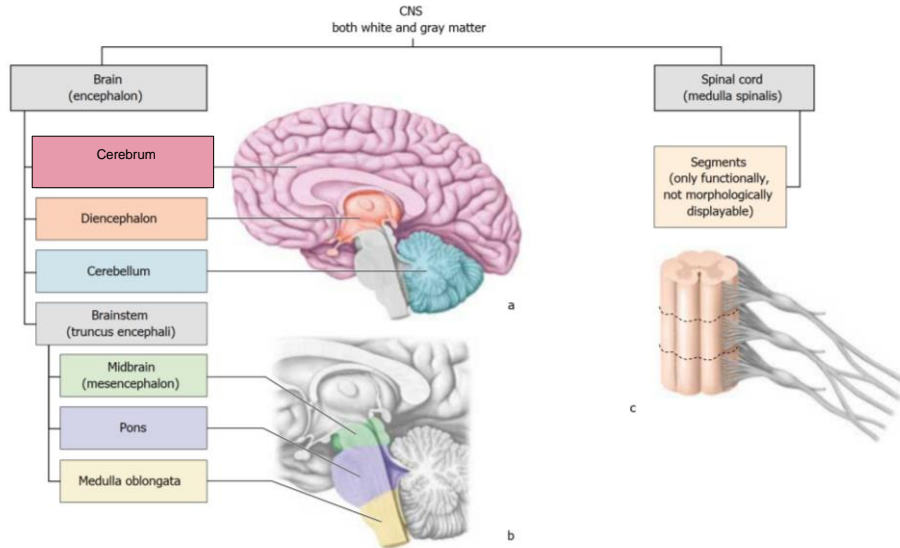 CNS
both white and gray matter
Brain
(encephalon)
Spinal cord
(medulla spinalis)
Cerebrum
Segments
(only functionally,
not morphologically
displayable)
Diencephalon
Cerebellum
a
Brainstem
(truncus encephali)
Midbrain
(mesencephalon)
c
Pons
Medulla oblongata
b